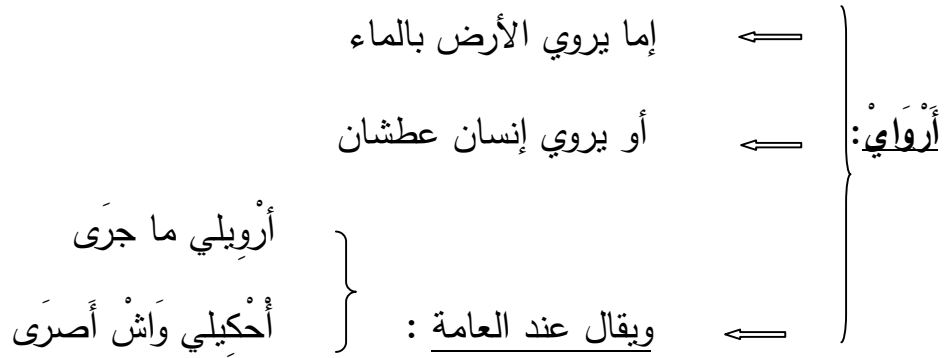 إما يروي الأرض بالماء
أَرْوَايْ:
أو يروي إنسان عطشان
أرْوِيلي ما جرَى
ويقال عند العامة :
أْحْكِيلي وَاشْ أَصرَى